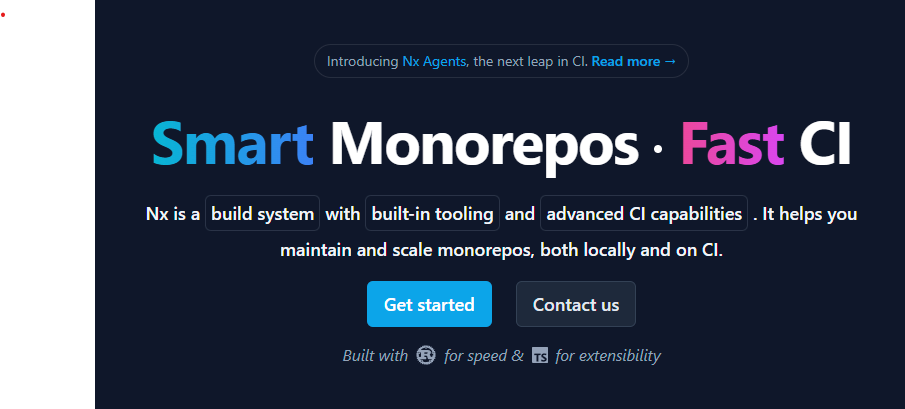 Introducing Nx Agents, the next leap in CI. Read more →
Smart Monorepos · Fast CI
Nx is a build system with built-in tooling and advanced CI capabilities . It helps you
maintain and scale monorepos, both locally and on CI.
Get started Contact us
Built with R for speed & TS for extensibility